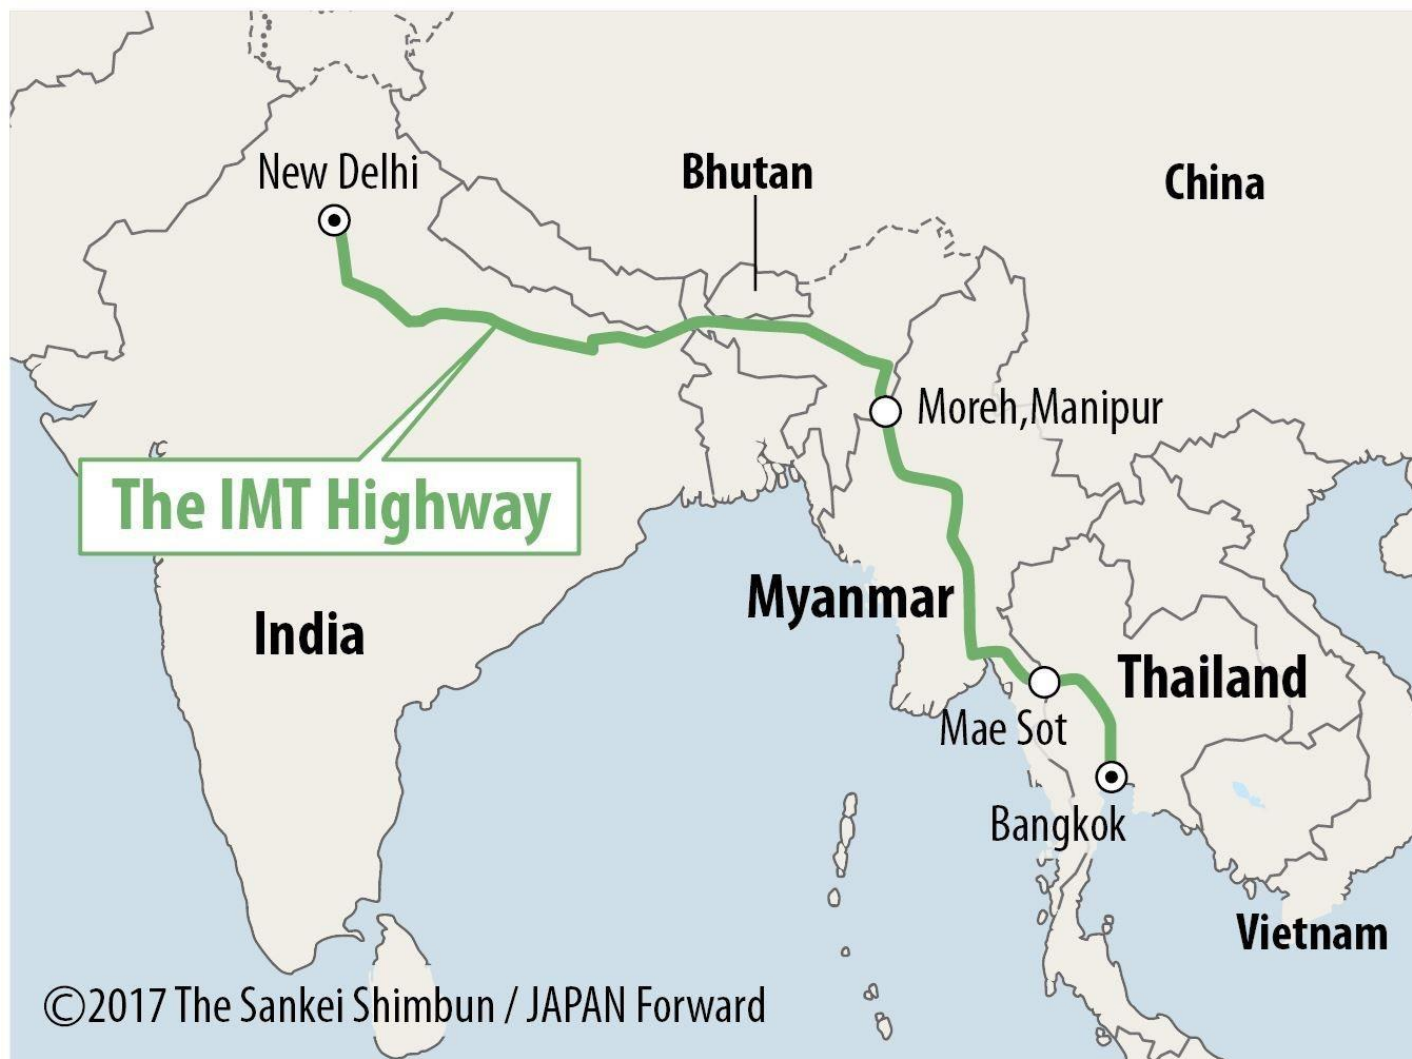 New Delhi
Bhutan
China
Moreh,Manipur
The IMT Highway
Myanmar
India
Thailand
Mae Sot
Bangkok
Vietnam
©2017 The Sankei Shimbun / JAPAN Forward